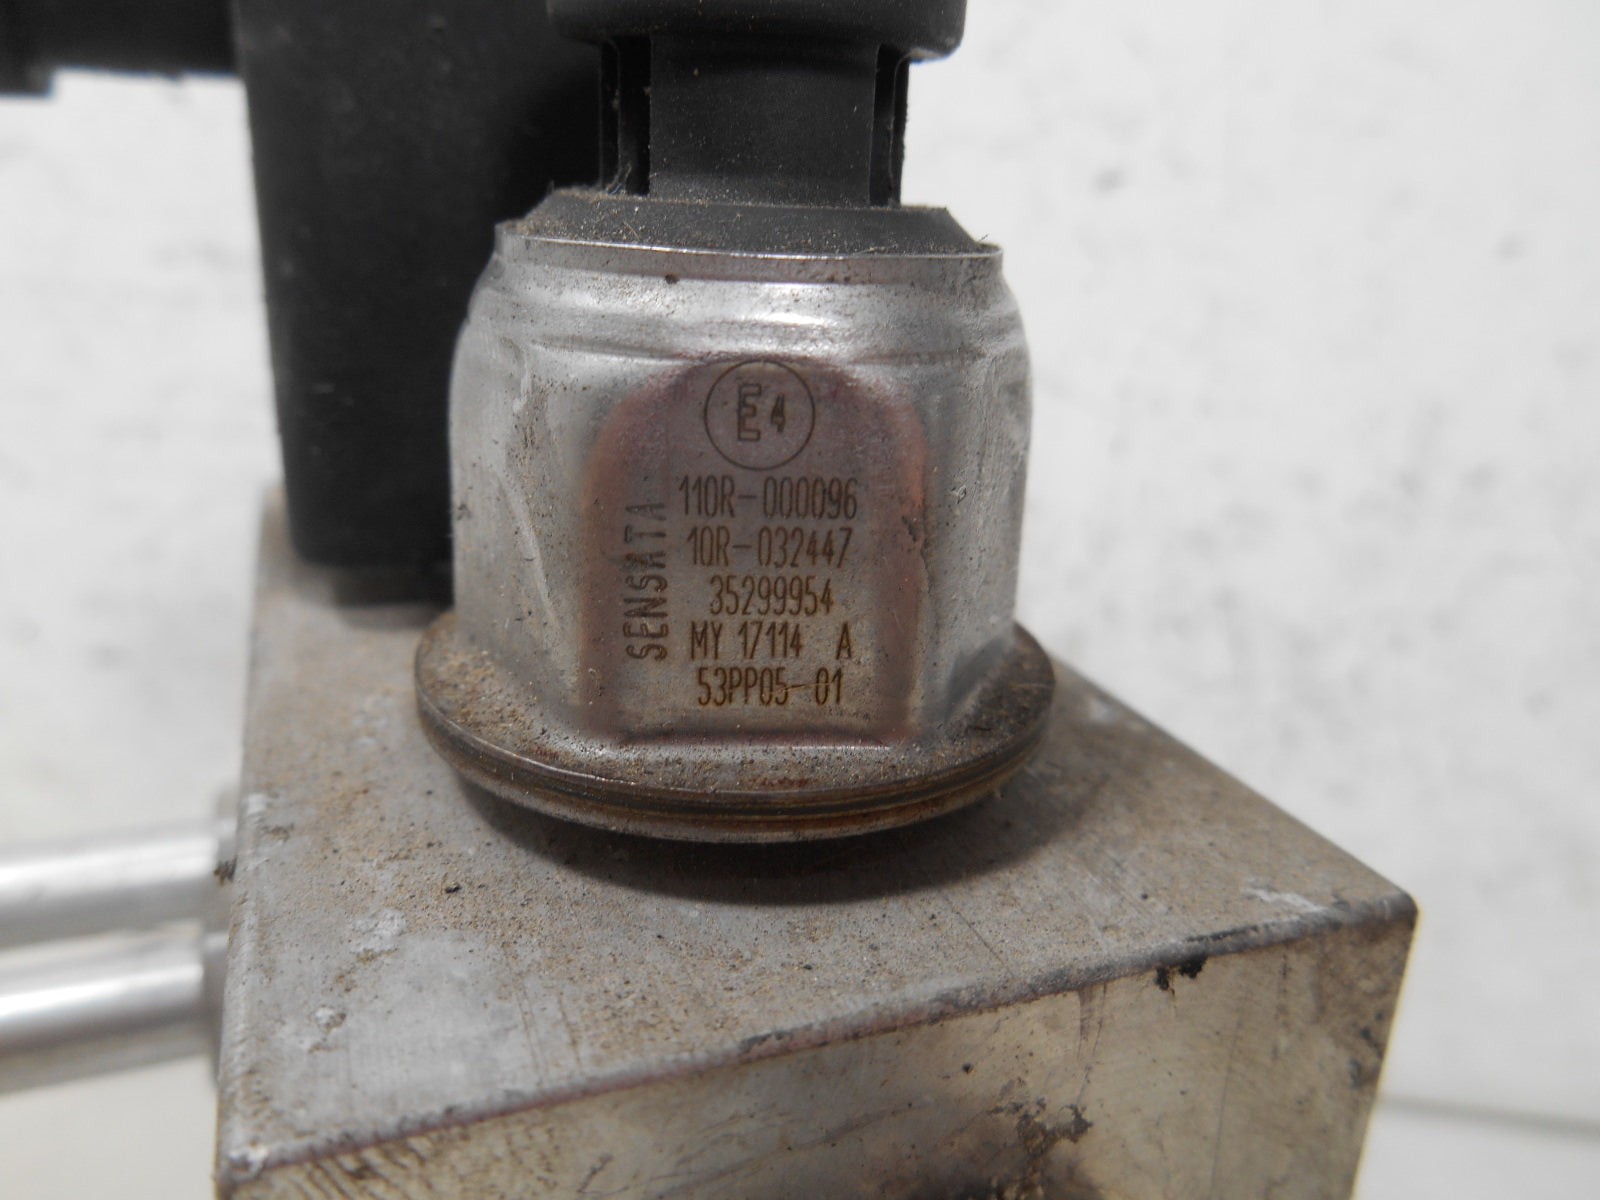 E4
110R-000096
10R-032447
35299954
MY 17114 A
53PP05-01
SENSATA